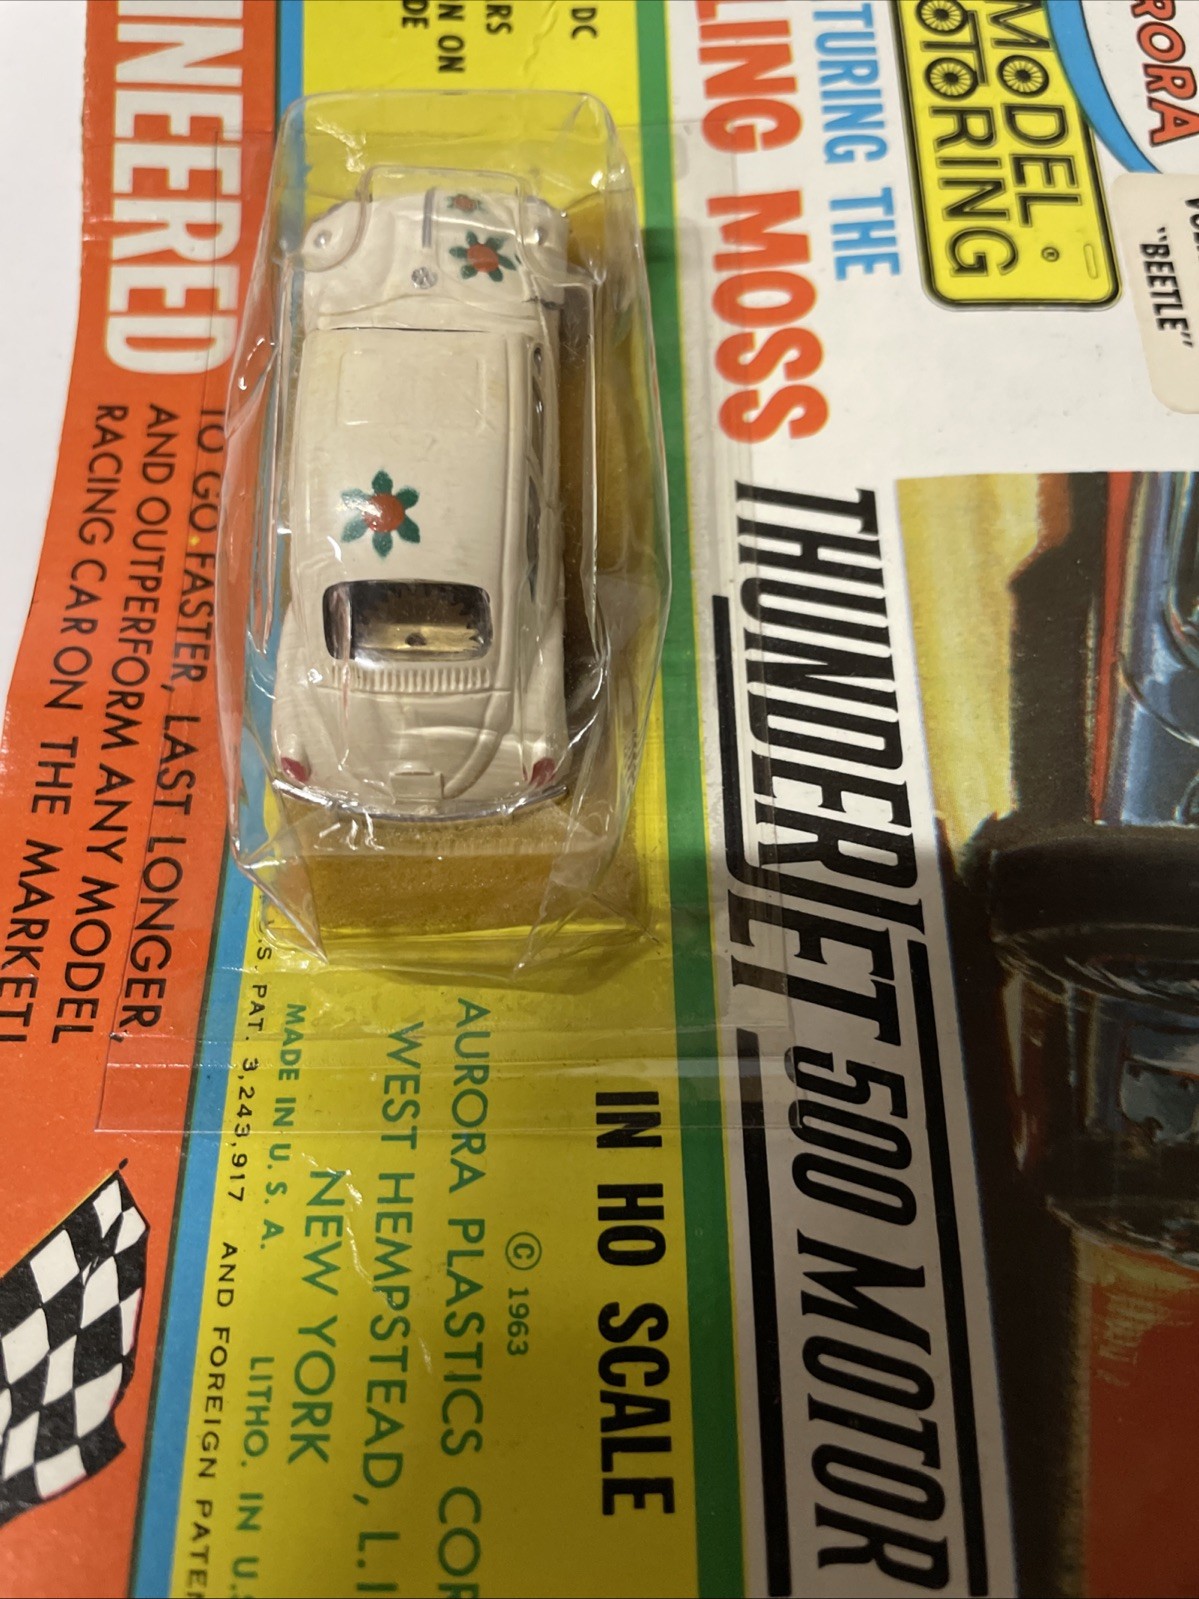 RORA
MODEL
MOTORING
®
"BEETLE"
TURING THE
LING MOSS
THUNDERJET 500 MOTOR
DC
RS
N ON
DE
IN HO SCALE
© 1963
AURORA PLASTICS COR
WEST HEMPSTEAD, L.I
NEW YORK
MADE IN U.S.A.
LITHO. IN U.S
.S. PAT. 3,243,917 AND FOREIGN PATEN
NEERED
TO GO FASTER, LAST LONGER,
AND OUTPERFORM ANY MODEL
RACING CAR ON THE MARKET!